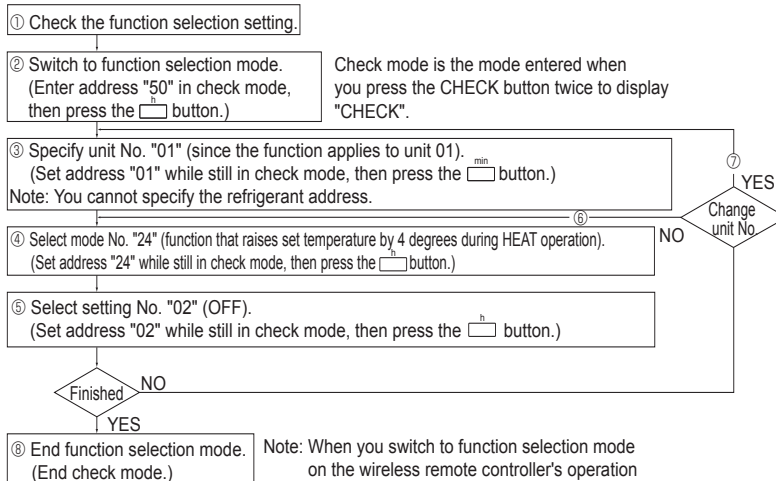 ① Check the function selection setting.
② Switch to function selection mode.
(Enter address "50" in check mode,
then press the h button.)
Check mode is the mode entered when
you press the CHECK button twice to display
"CHECK".
③ Specify unit No. "01" (since the function applies to unit 01).
(Set address "01" while still in check mode, then press the min button.)
Note: You cannot specify the refrigerant address.
⑦
YES
Change
unit No.
⑥
NO
④ Select mode No. "24" (function that raises set temperature by 4 degrees during HEAT operation).
(Set address "24" while still in check mode, then press the h button.)
⑤ Select setting No. "02" (OFF).
(Set address "02" while still in check mode, then press the h button.)
Finished
NO
YES
⑧ End function selection mode.
(End check mode.)
Note: When you switch to function selection mode
on the wireless remote controller's operation